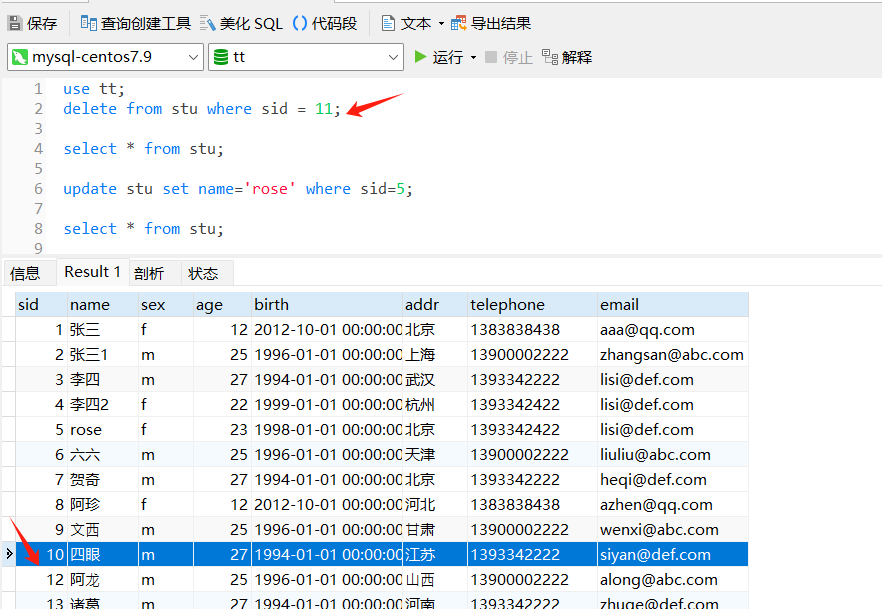 保存 查询创建工具 美化 SQL () 代码段 文本 导出结果
mysql-centos7.9 tt 运行 停止 解释
1 use tt;
2 delete from stu where sid = 11;
3
4 select * from stu;
5
6 update stu set name='rose' where sid=5;
7
8 select * from stu;
9
信息 Result 1 剖析 状态
sid name sex age birth addr telephone email
1 张三 f 12 2012-10-01 00:00:00 北京 1383838438 aaa@qq.com
2 张三1 m 25 1996-01-01 00:00:00 上海 13900002222 zhangsan@abc.com
3 李四 m 27 1994-01-01 00:00:00 武汉 1393342222 lisi@def.com
4 李四2 f 22 1999-01-01 00:00:00 杭州 1393342422 lisi@def.com
5 rose f 23 1998-01-01 00:00:00 北京 1393342422 lisi@def.com
6 六六 m 25 1996-01-01 00:00:00 天津 13900002222 liuliu@abc.com
7 贺奇 m 27 1994-01-01 00:00:00 北京 1393342222 heqi@def.com
8 阿珍 f 12 2012-10-01 00:00:00 河北 1383838438 azhen@qq.com
9 文西 m 25 1996-01-01 00:00:00 甘肃 13900002222 wenxi@abc.com
10 四眼 m 27 1994-01-01 00:00:00 江苏 1393342222 siyan@def.com
12 阿龙 m 25 1996-01-01 00:00:00 山西 13900002222 along@abc.com
13 诸葛 m 27 1994-01-01 00:00:00 河南 1393342222 zhuge@def.com